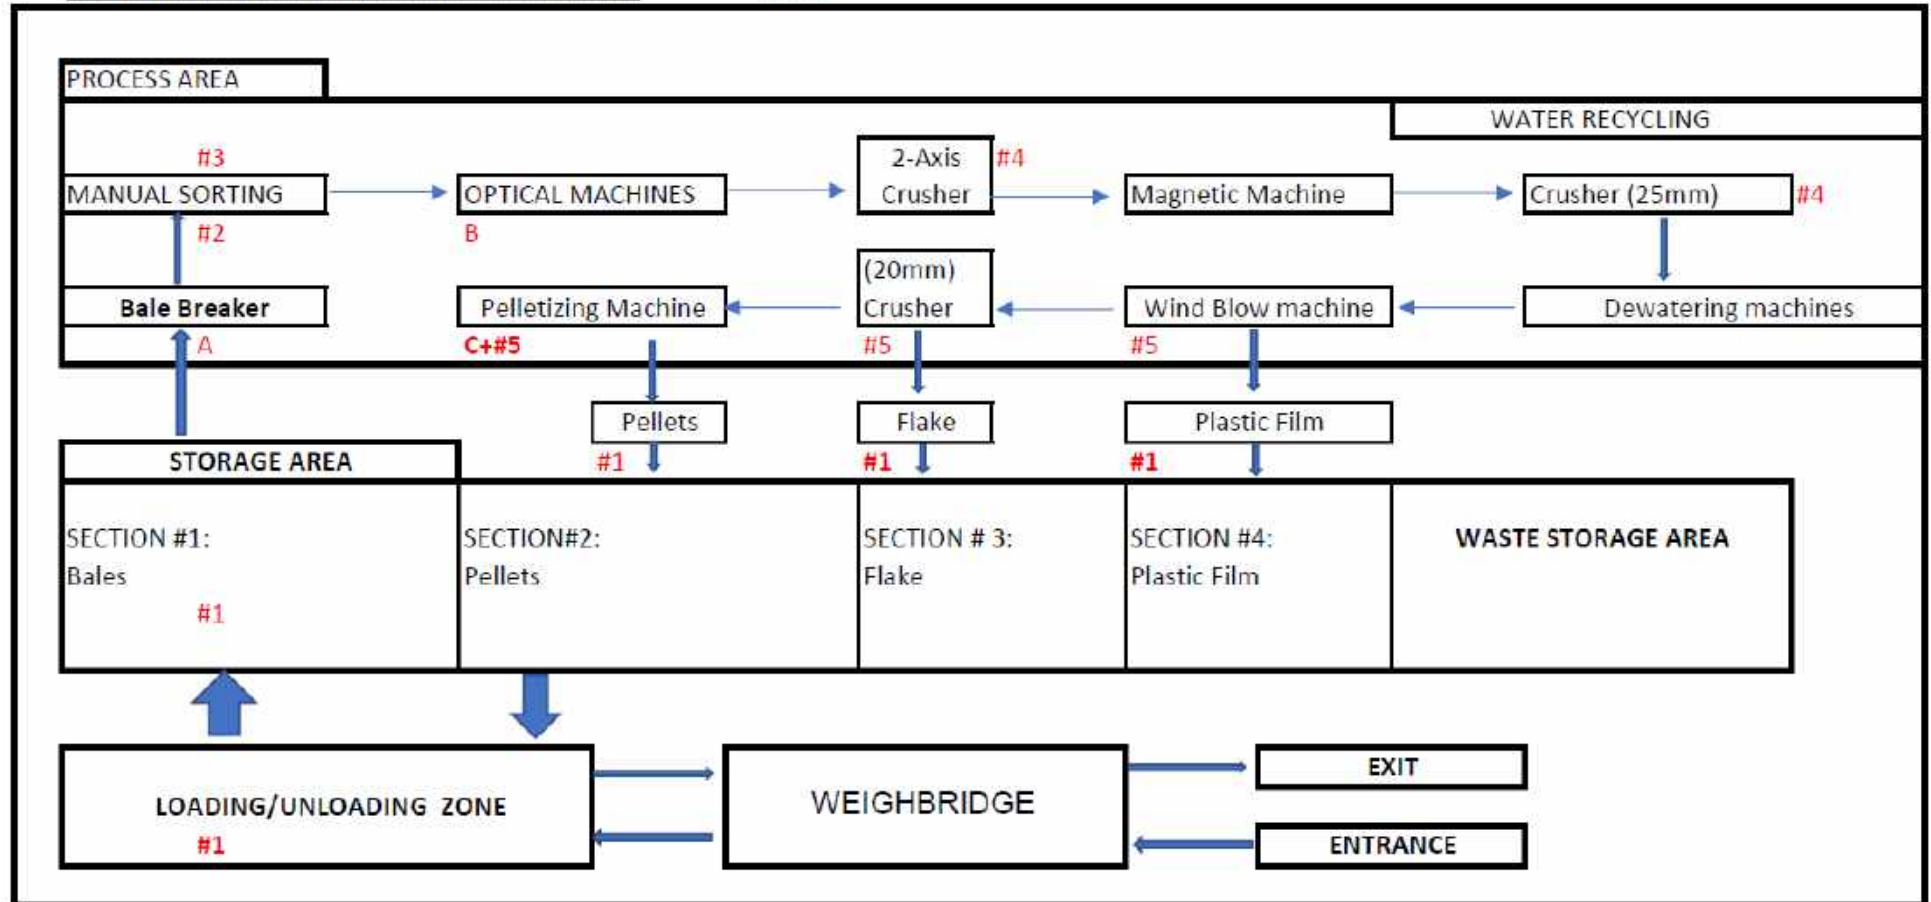 PROCESS AREA
WATER RECYCLING
#3
2-Axis
Crusher
#4
MANUAL SORTING
OPTICAL MACHINES
Magnetic Machine
Crusher (25mm)
#4
#2
B
(20mm)
Crusher
Bale Breaker
Pelletizing Machine
Wind Blow machine
Dewatering machines
A
C+#5
#5
#5
Pellets
Flake
Plastic Film
STORAGE AREA
#1
#1
#1
SECTION #1:
Bales
#1
SECTION#2:
Pellets
SECTION # 3:
Flake
SECTION #4:
Plastic Film
WASTE STORAGE AREA
LOADING/UNLOADING ZONE
#1
WEIGHBRIDGE
EXIT
ENTRANCE